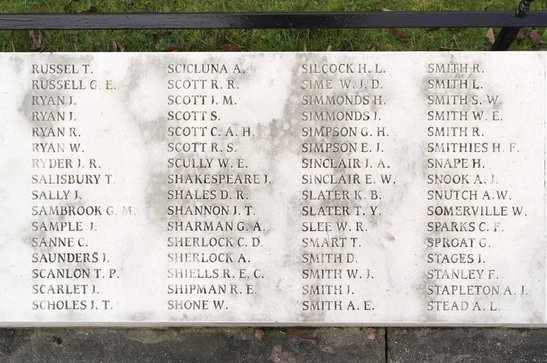 RUSSEL T.
RUSSELL G. E.
RYAN J.
RYAN J.
RYAN R.
RYAN W.
RYDER J. R.
SALISBURY T.
SALLY J.
SAMBROOK G. M.
SAMPLE J.
SANNE C.
SAUNDERS J.
SCANLON T. P.
SCARLET J.
SCHOLES J. T.
SCICLUNA A.
SCOTT R. R.
SCOTT J. M.
SCOTT S.
SCOTT C. A. H.
SCOTT R. S.
SCULLY W. E.
SHAKESPEARE J.
SHALES D. R.
SHANNON J. T.
SHARMAN G. A.
SHERLOCK C. D.
SHERLOCK A.
SHIELLS R. E. C.
SHIPMAN R. E.
SHONE W.
SILCOCK H. L.
SIME W. J. D.
SIMMONDS H.
SIMMONDS J.
SIMPSON G. H.
SIMPSON E. J.
SINCLAIR J. A.
SINCLAIR E. W.
SLATER K. B.
SLATER T. Y.
SLEE W. R.
SMART T.
SMITH D.
SMITH W. J.
SMITH J.
SMITH A. E.
SMITH R.
SMITH L.
SMITH S. W.
SMITH W. E.
SMITH R.
SMITHIES H. F.
SNAPE H.
SNOOK A. J.
SNUTCH A. W.
SOMERVILLE W.
SPARKS C. F.
SPROAT G.
STAGES J.
STANLEY F.
STAPLETON A. J.
STEAD A. L.